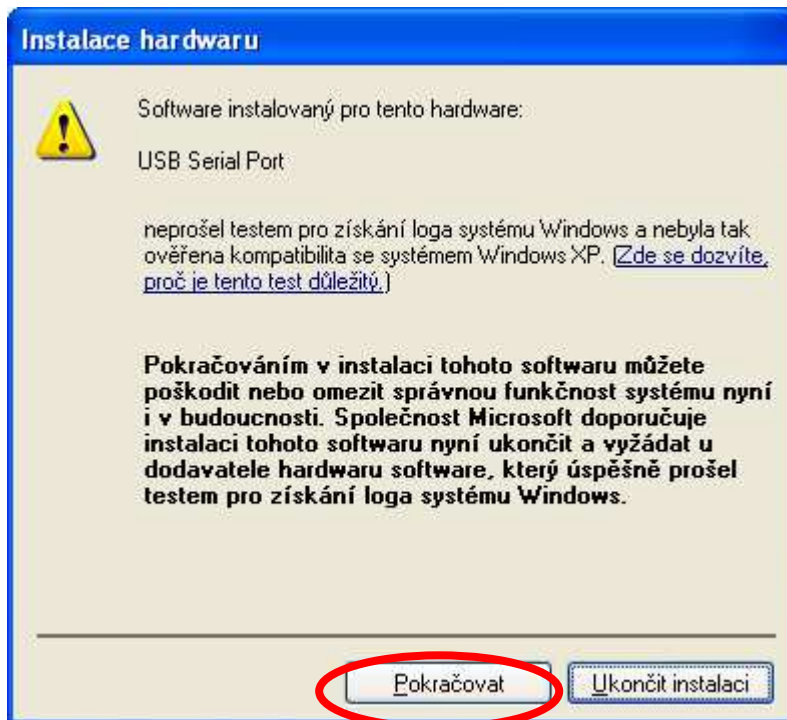 Instalace hardwaru
Software instalovaný pro tento hardware:
USB Serial Port
neprošel testem pro získání loga systému Windows a nebyla tak
ověřena kompatibilita se systémem Windows XP. (Zde se dozvíte,
proč je tento test důležitý.)
Pokračováním v instalaci tohoto softwaru můžete
poškodit nebo omezit správnou funkčnost systému nyní
i v budoucnosti. Společnost Microsoft doporučuje
instalaci tohoto softwaru nyní ukončit a vyžádat u
dodavatele hardwaru software, který úspěšně prošel
testem pro získání loga systému Windows.
Pokračovat Ukončit instalaci